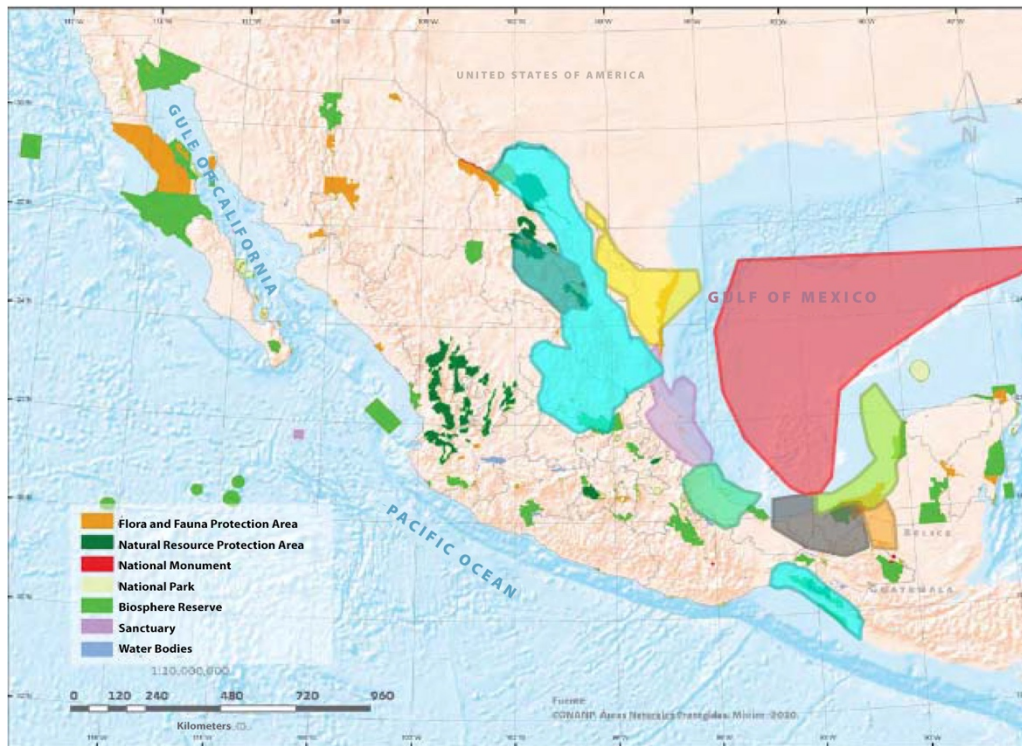 UNITED STATES OF AMERICA
N
GULF OF CALIFORNIA
GULF OF MEXICO
PACIFIC OCEAN
BELICE
GUATEMALA
Flora and Fauna Protection Area
Natural Resource Protection Area
National Monument
National Park
Biosphere Reserve
Sanctuary
Water Bodies
1:10,000,000
0 120 240 480 720 960
Kilometers
Fuente
CONANP. Áreas Naturales Protegidas. México 2020